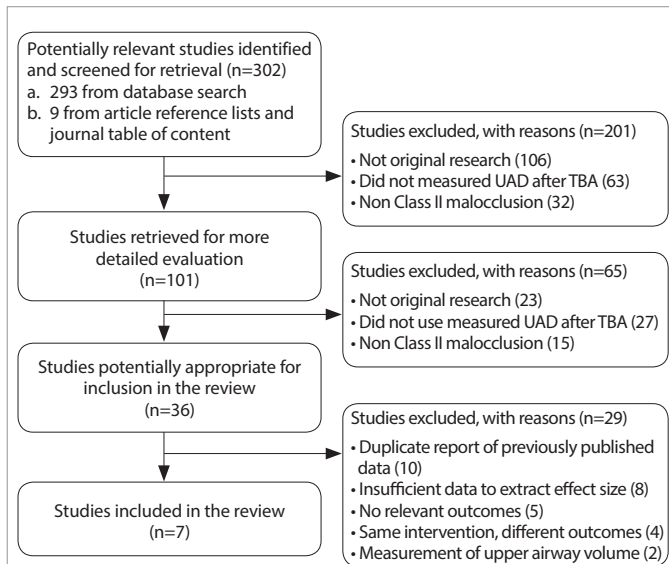 Potentially relevant studies identified
and screened for retrieval (n=302)
a. 293 from database search
b. 9 from article reference lists and
journal table of content
Studies excluded, with reasons (n=201)
• Not original research (106)
• Did not measured UAD after TBA (63)
• Non Class II malocclusion (32)
Studies retrieved for more
detailed evaluation
(n=101)
Studies excluded, with reasons (n=65)
• Not original research (23)
• Did not use measured UAD after TBA (27)
• Non Class II malocclusion (15)
Studies potentially appropriate for
inclusion in the review
(n=36)
Studies excluded, with reasons (n=29)
• Duplicate report of previously published
data (10)
• Insufficient data to extract effect size (8)
• No relevant outcomes (5)
• Same intervention, different outcomes (4)
• Measurement of upper airway volume (2)
Studies included in the review
(n=7)